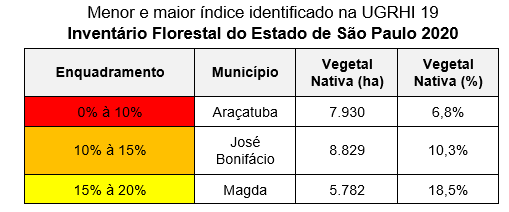 Menor e maior índice identificado na UGRHI 19
Inventário Florestal do Estado de São Paulo 2020
Enquadramento Município Vegetal Nativa (ha) Vegetal Nativa (%)
0% à 10% Araçatuba 7.930 6,8%
10% à 15% José Bonifácio 8.829 10,3%
15% à 20% Magda 5.782 18,5%